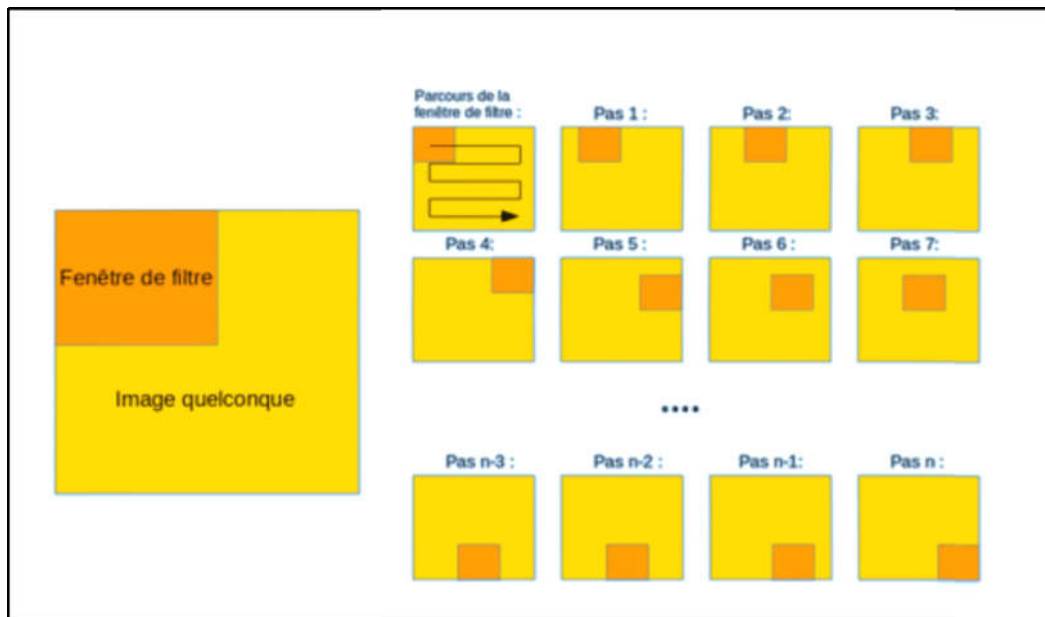 Fenêtre de filtre
Image quelconque
Parcours de la
fenêtre de filtre :
Pas 1 :
Pas 2:
Pas 3:
Pas 4:
Pas 5 :
Pas 6 :
Pas 7:
....
Pas n-3 :
Pas n-2 :
Pas n-1:
Pas n :